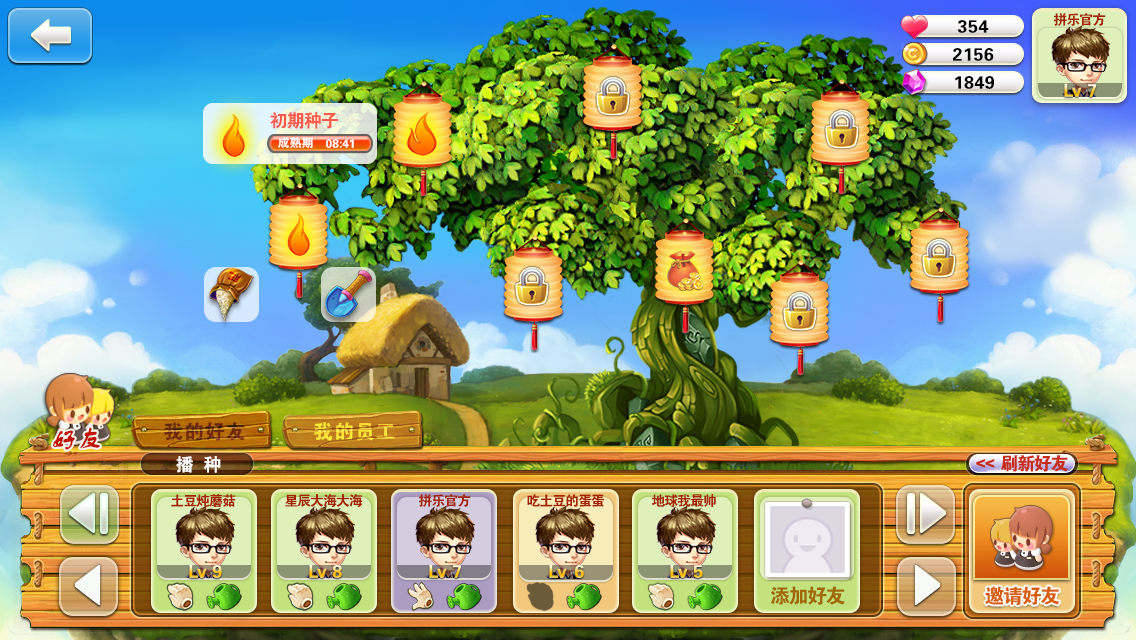 354
2156
1849
拼乐官方
Lv.7
初期种子
成熟期 08:41
好友
我的好友
我的员工
播种
<< 刷新好友
土豆炖蘑菇
Lv.9
星辰大海大海
Lv.8
拼乐官方
Lv.7
吃土豆的蛋蛋
Lv.6
地球我最帅
Lv.5
添加好友
邀请好友